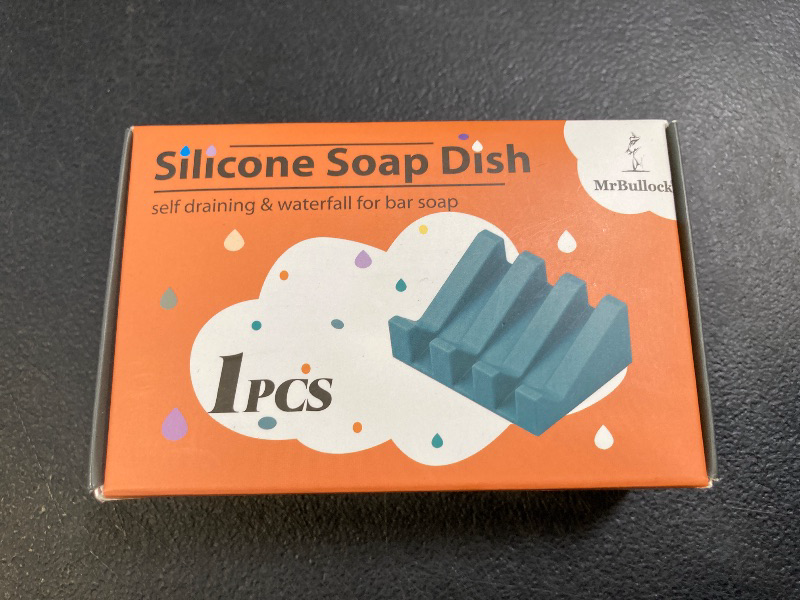 Silicone Soap Dish
MrBullock
self draining & waterfall for bar soap
1PCS